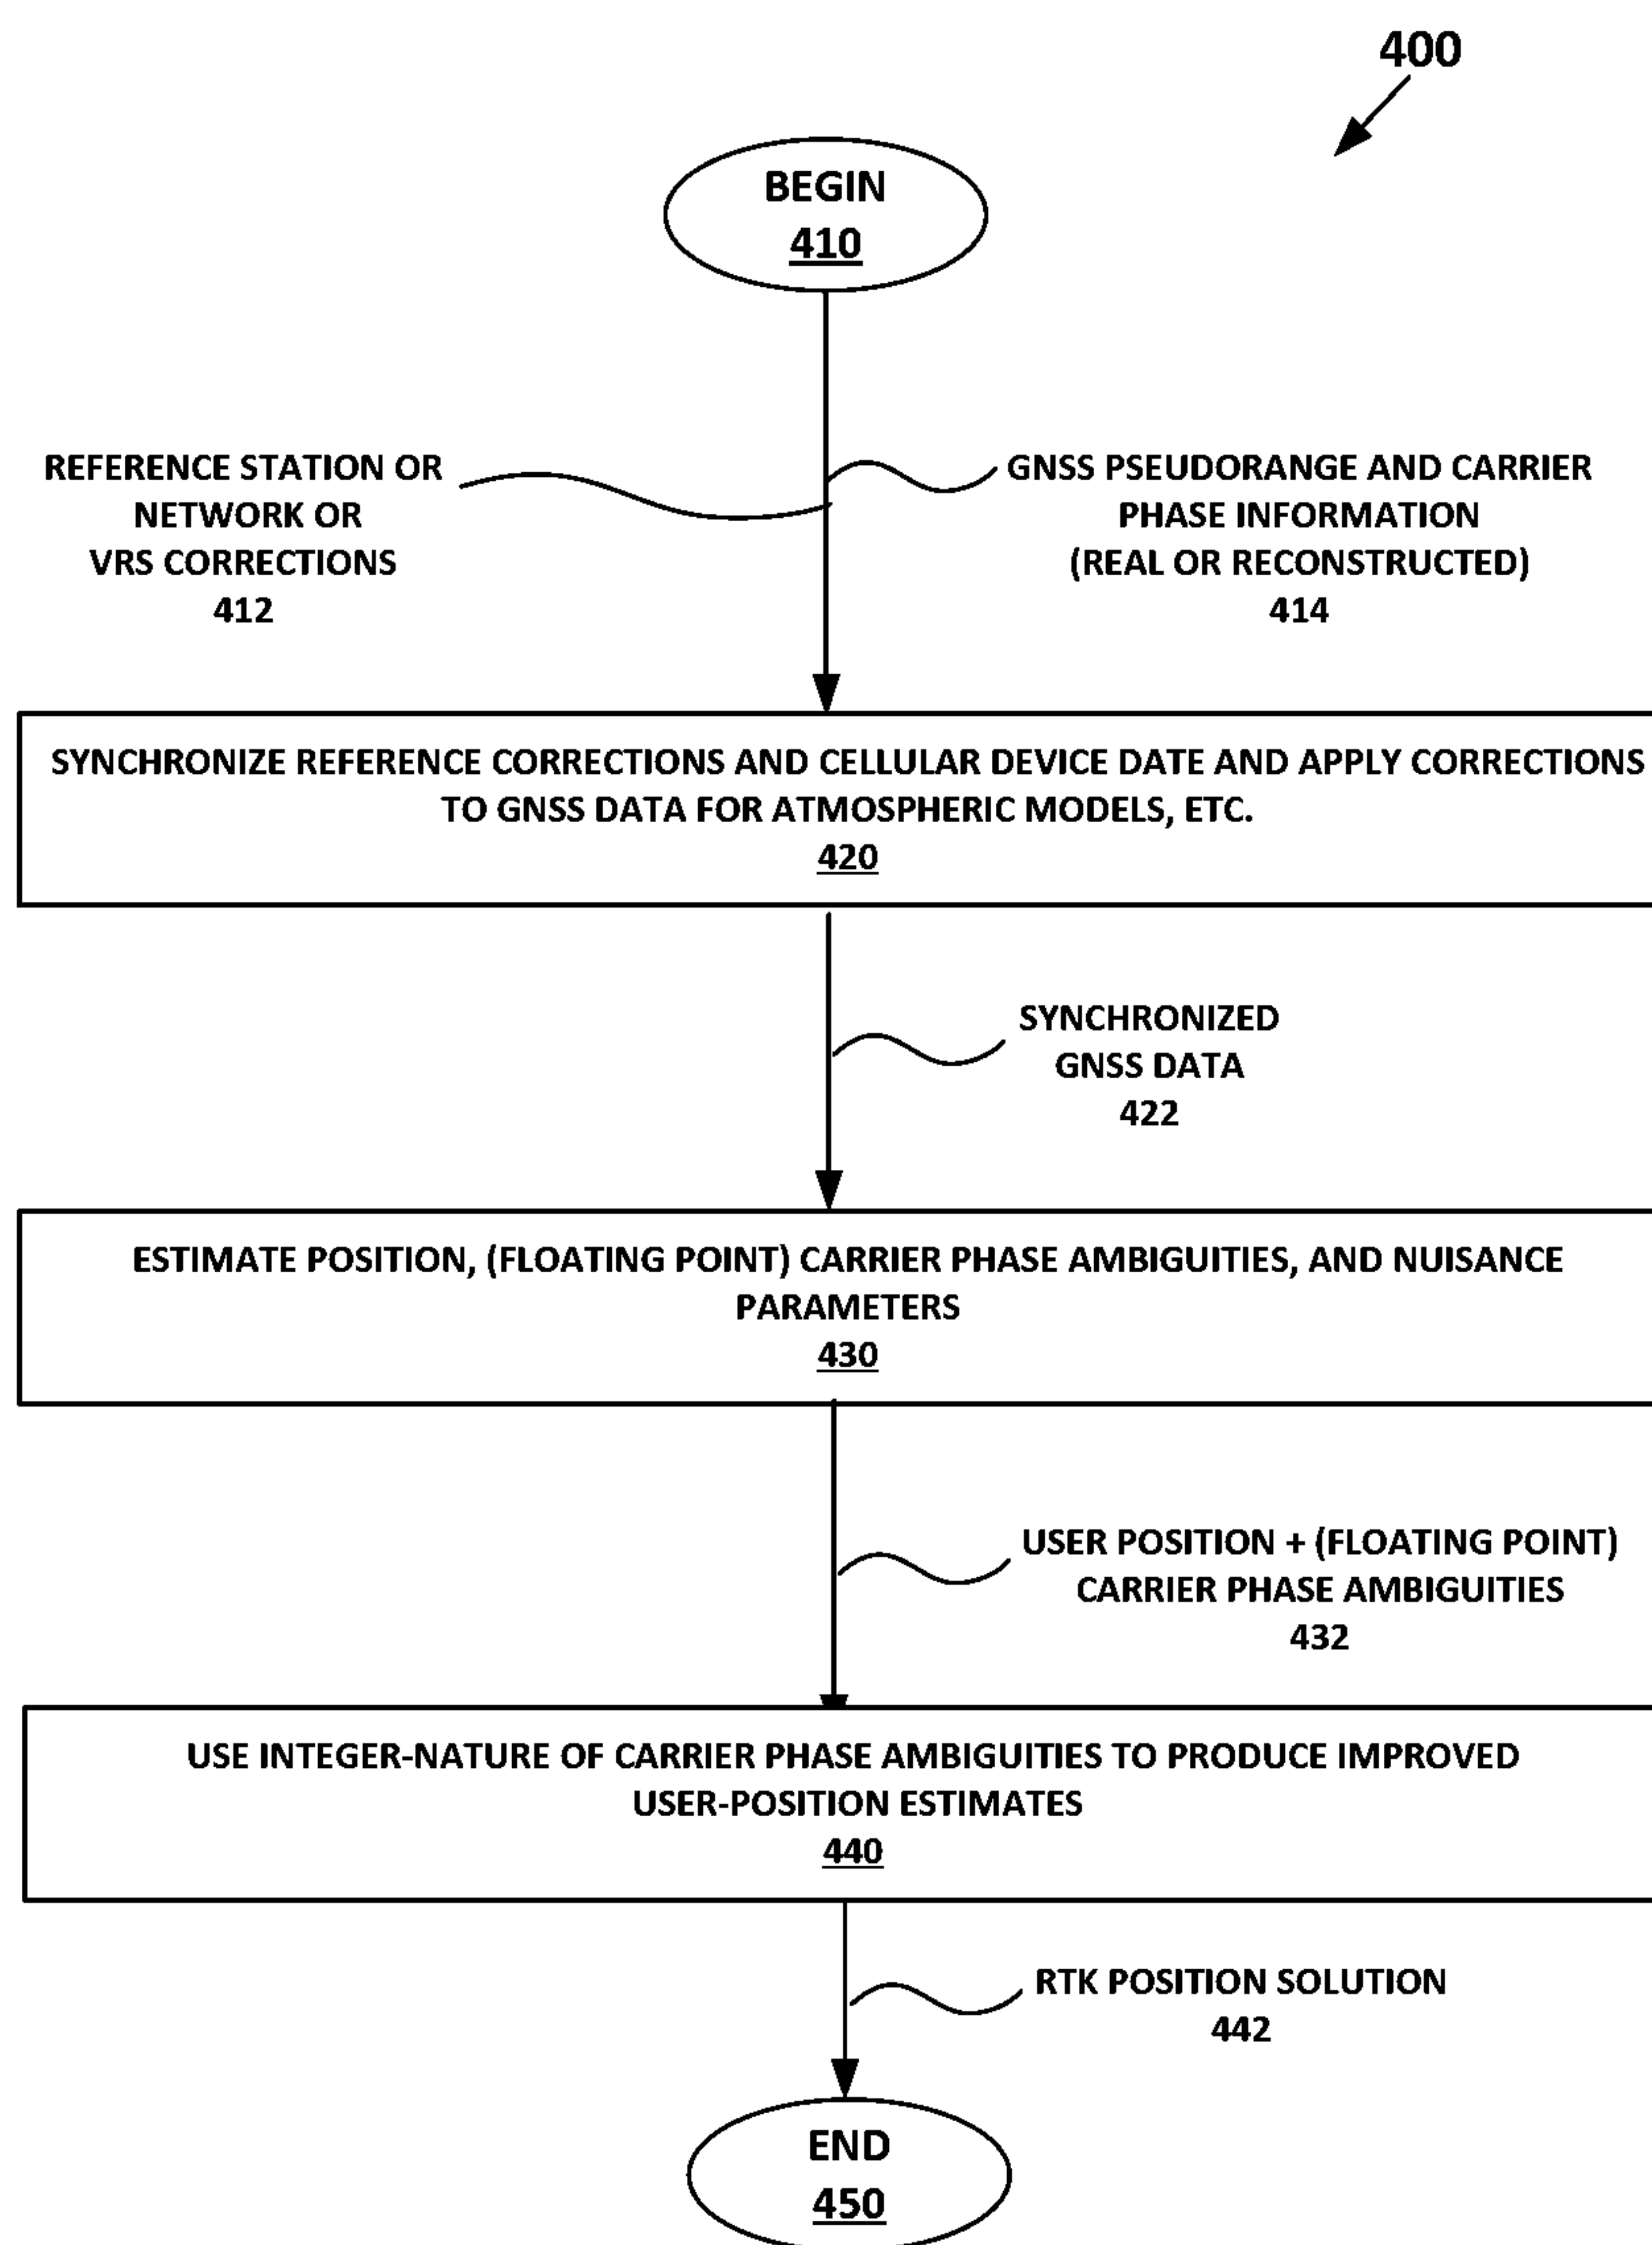 400
BEGIN
410
REFERENCE STATION OR
NETWORK OR
VRS CORRECTIONS
412
GNSS PSEUDORANGE AND CARRIER
PHASE INFORMATION
(REAL OR RECONSTRUCTED)
414
SYNCHRONIZE REFERENCE CORRECTIONS AND CELLULAR DEVICE DATE AND APPLY CORRECTIONS
TO GNSS DATA FOR ATMOSPHERIC MODELS, ETC.
420
SYNCHRONIZED
GNSS DATA
422
ESTIMATE POSITION, (FLOATING POINT) CARRIER PHASE AMBIGUITIES, AND NUISANCE
PARAMETERS
430
USER POSITION + (FLOATING POINT)
CARRIER PHASE AMBIGUITIES
432
USE INTEGER-NATURE OF CARRIER PHASE AMBIGUITIES TO PRODUCE IMPROVED
USER-POSITION ESTIMATES
440
RTK POSITION SOLUTION
442
END
450